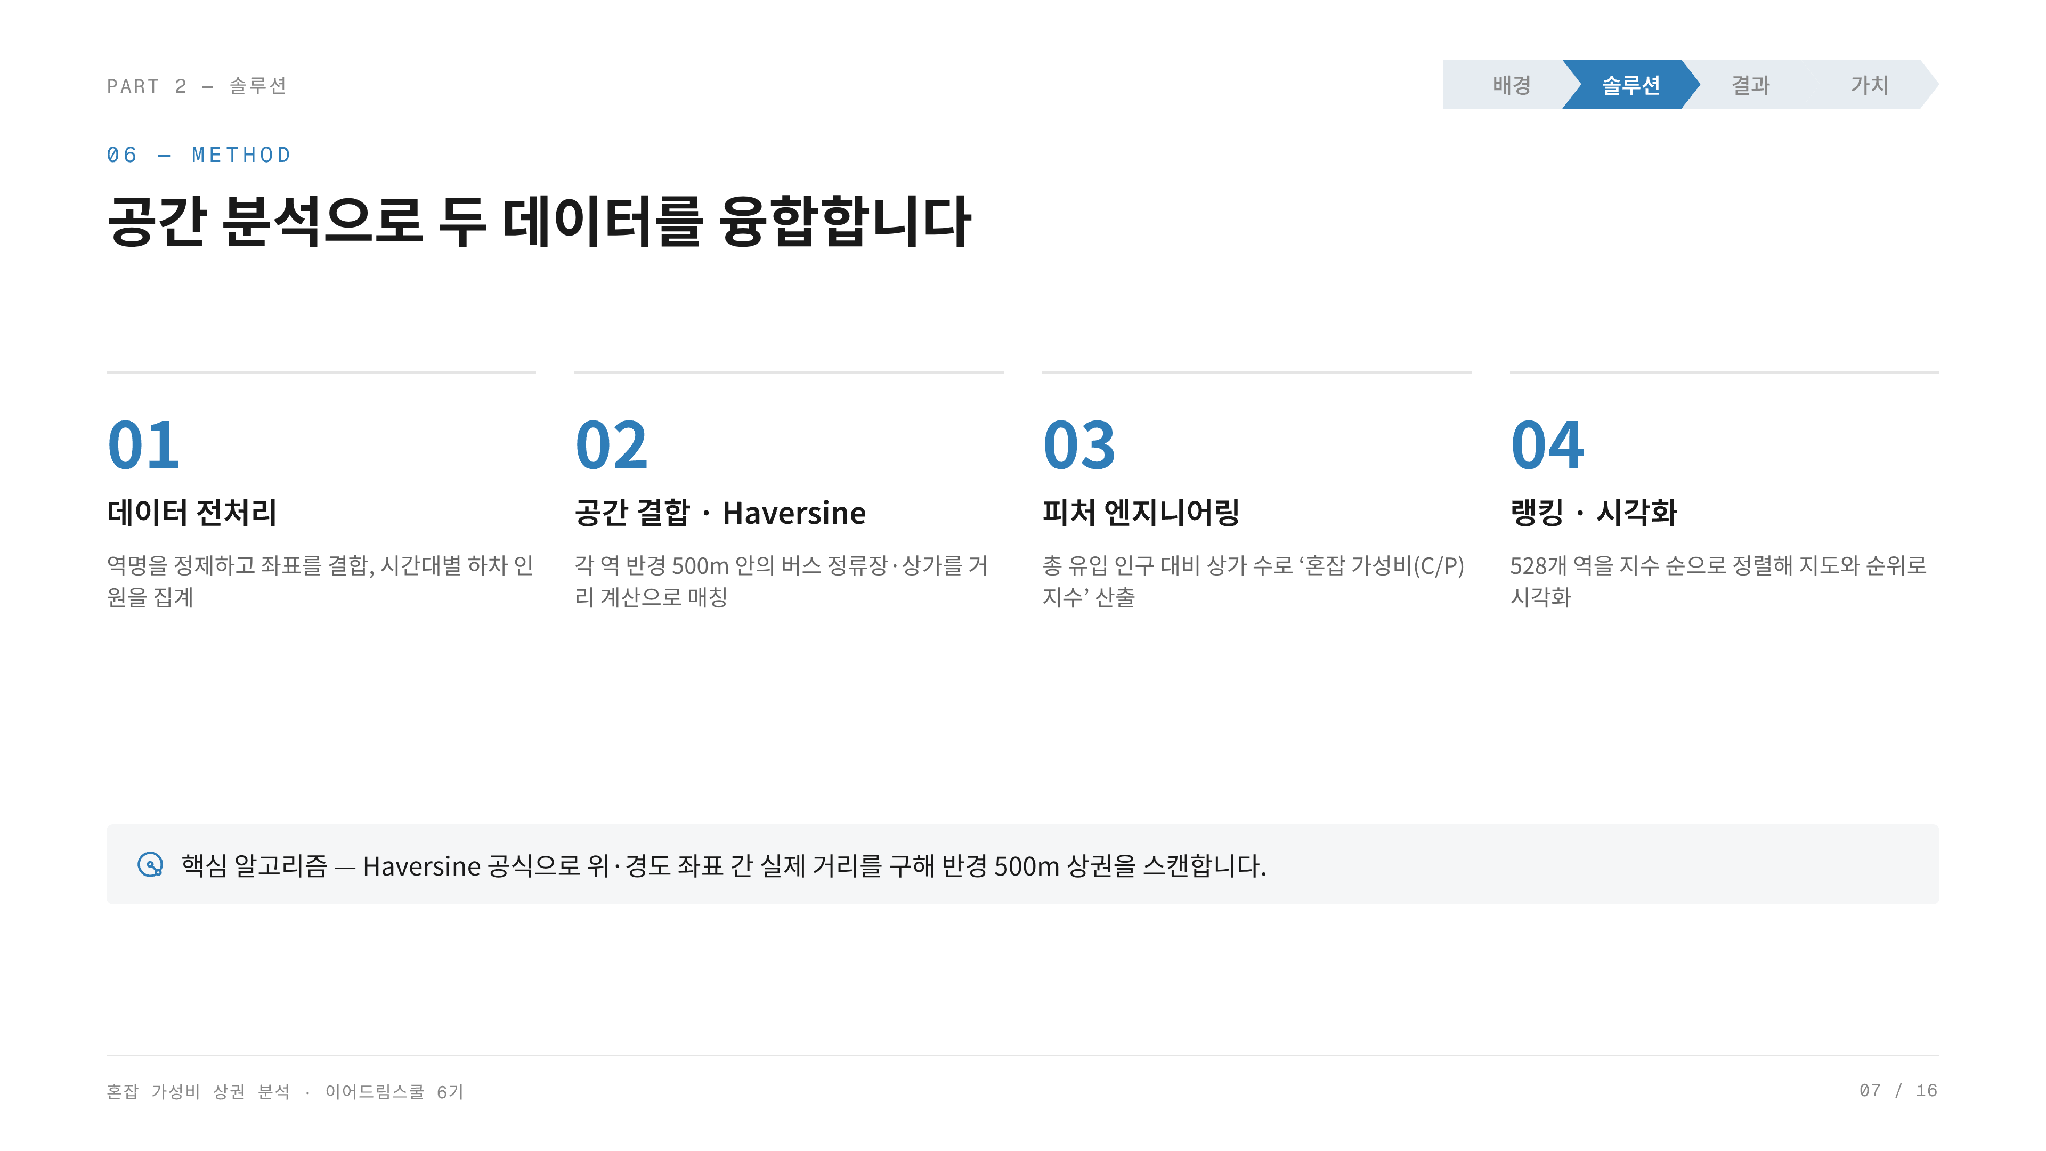 PART 2 — 솔루션
배경
솔루션
결과
가치
06 — METHOD
공간 분석으로 두 데이터를 융합합니다
01
데이터 전처리
역명을 정제하고 좌표를 결합, 시간대별 하차 인
원을 집계
02
공간 결합 · Haversine
각 역 반경 500m 안의 버스 정류장·상가를 거
리 계산으로 매칭
03
피처 엔지니어링
총 유입 인구 대비 상가 수로 ‘혼잡 가성비(C/P)
지수’ 산출
04
랭킹 · 시각화
528개 역을 지수 순으로 정렬해 지도와 순위로
시각화
핵심 알고리즘 — Haversine 공식으로 위·경도 좌표 간 실제 거리를 구해 반경 500m 상권을 스캔합니다.
혼잡 가성비 상권 분석 · 이어드림스쿨 6기
07 / 16